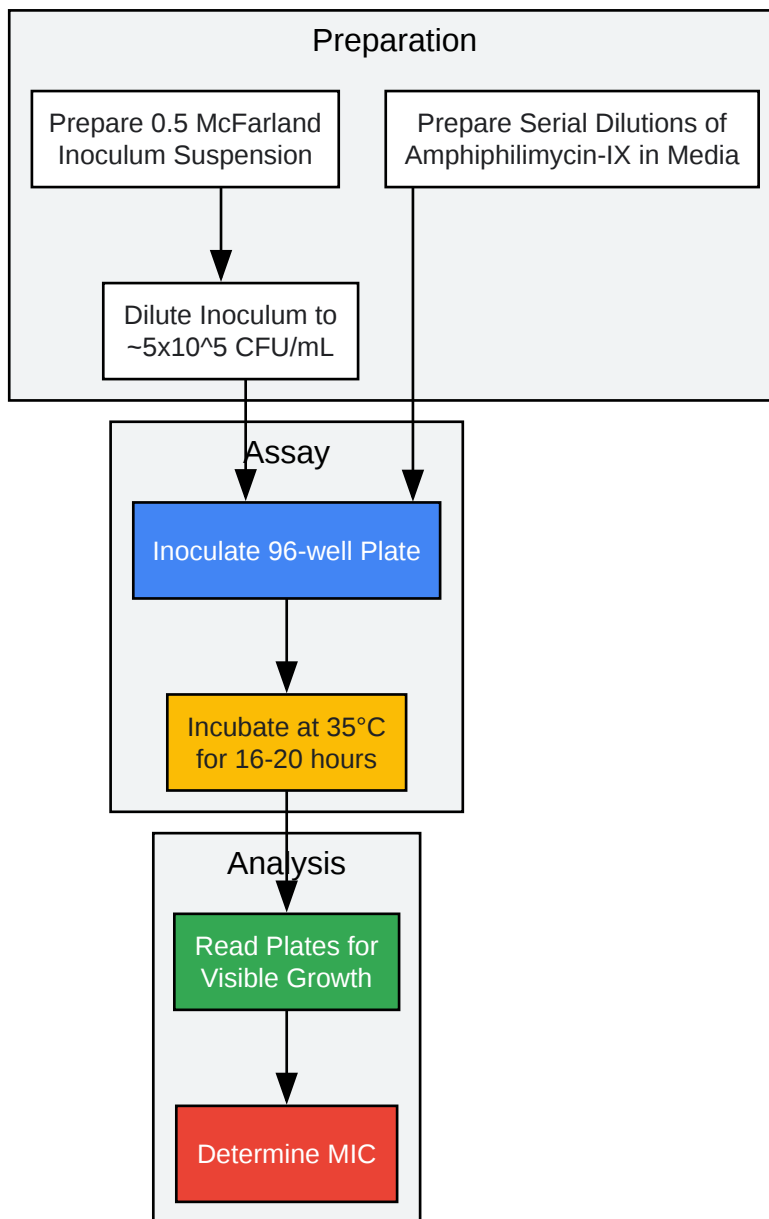 Preparation
Prepare 0.5 McFarland
Inoculum Suspension
Prepare Serial Dilutions of
Amphiphilimycin-IX in Media
Dilute Inoculum to
~5x10^5 CFU/mL
Assay
Inoculate 96-well Plate
Incubate at 35°C
for 16-20 hours
Analysis
Read Plates for
Visible Growth
Determine MIC